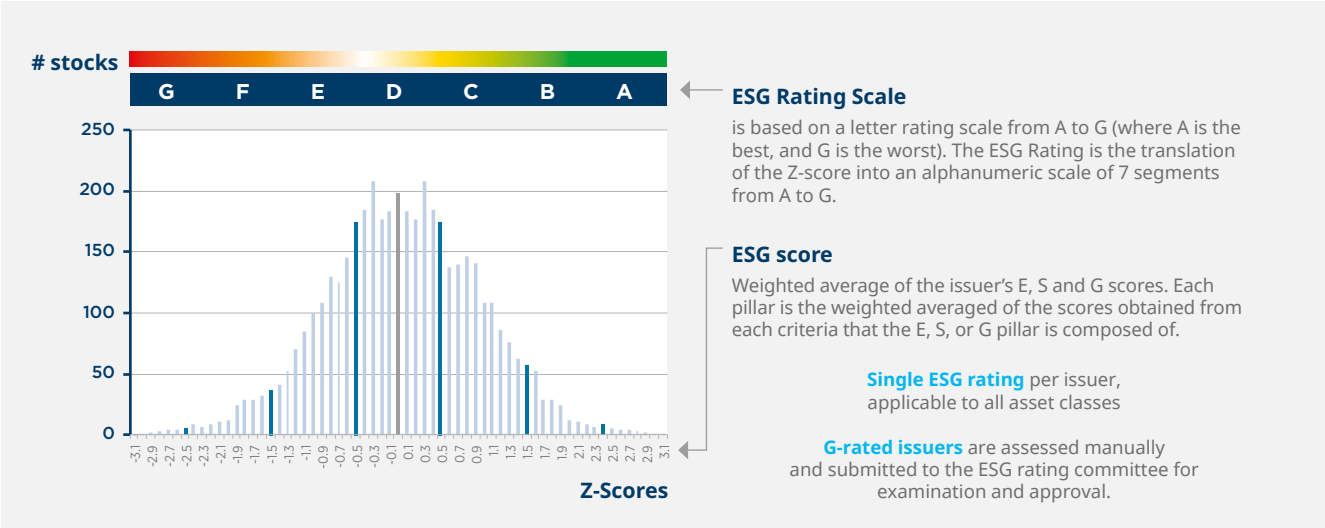 # stocks
G F E D C B A
250
200
150
100
50
0
-3.1 -2.9 -2.7 -2.5 -2.3 -2.1 -1.9 -1.7 -1.5 -1.3 -1.1 -0.9 -0.7 -0.5 -0.3 -0.1 0.1 0.3 0.5 0.7 0.9 1.1 1.3 1.5 1.7 1.9 2.1 2.3 2.5 2.7 2.9 3.1
Z-Scores
ESG Rating Scale
is based on a letter rating scale from A to G (where A is the
best, and G is the worst). The ESG Rating is the translation
of the Z-score into an alphanumeric scale of 7 segments
from A to G.
ESG score
Weighted average of the issuer’s E, S and G scores. Each
pillar is the weighted averaged of the scores obtained from
each criteria that the E, S, or G pillar is composed of.
Single ESG rating per issuer,
applicable to all asset classes
G-rated issuers are assessed manually
and submitted to the ESG rating committee for
examination and approval.